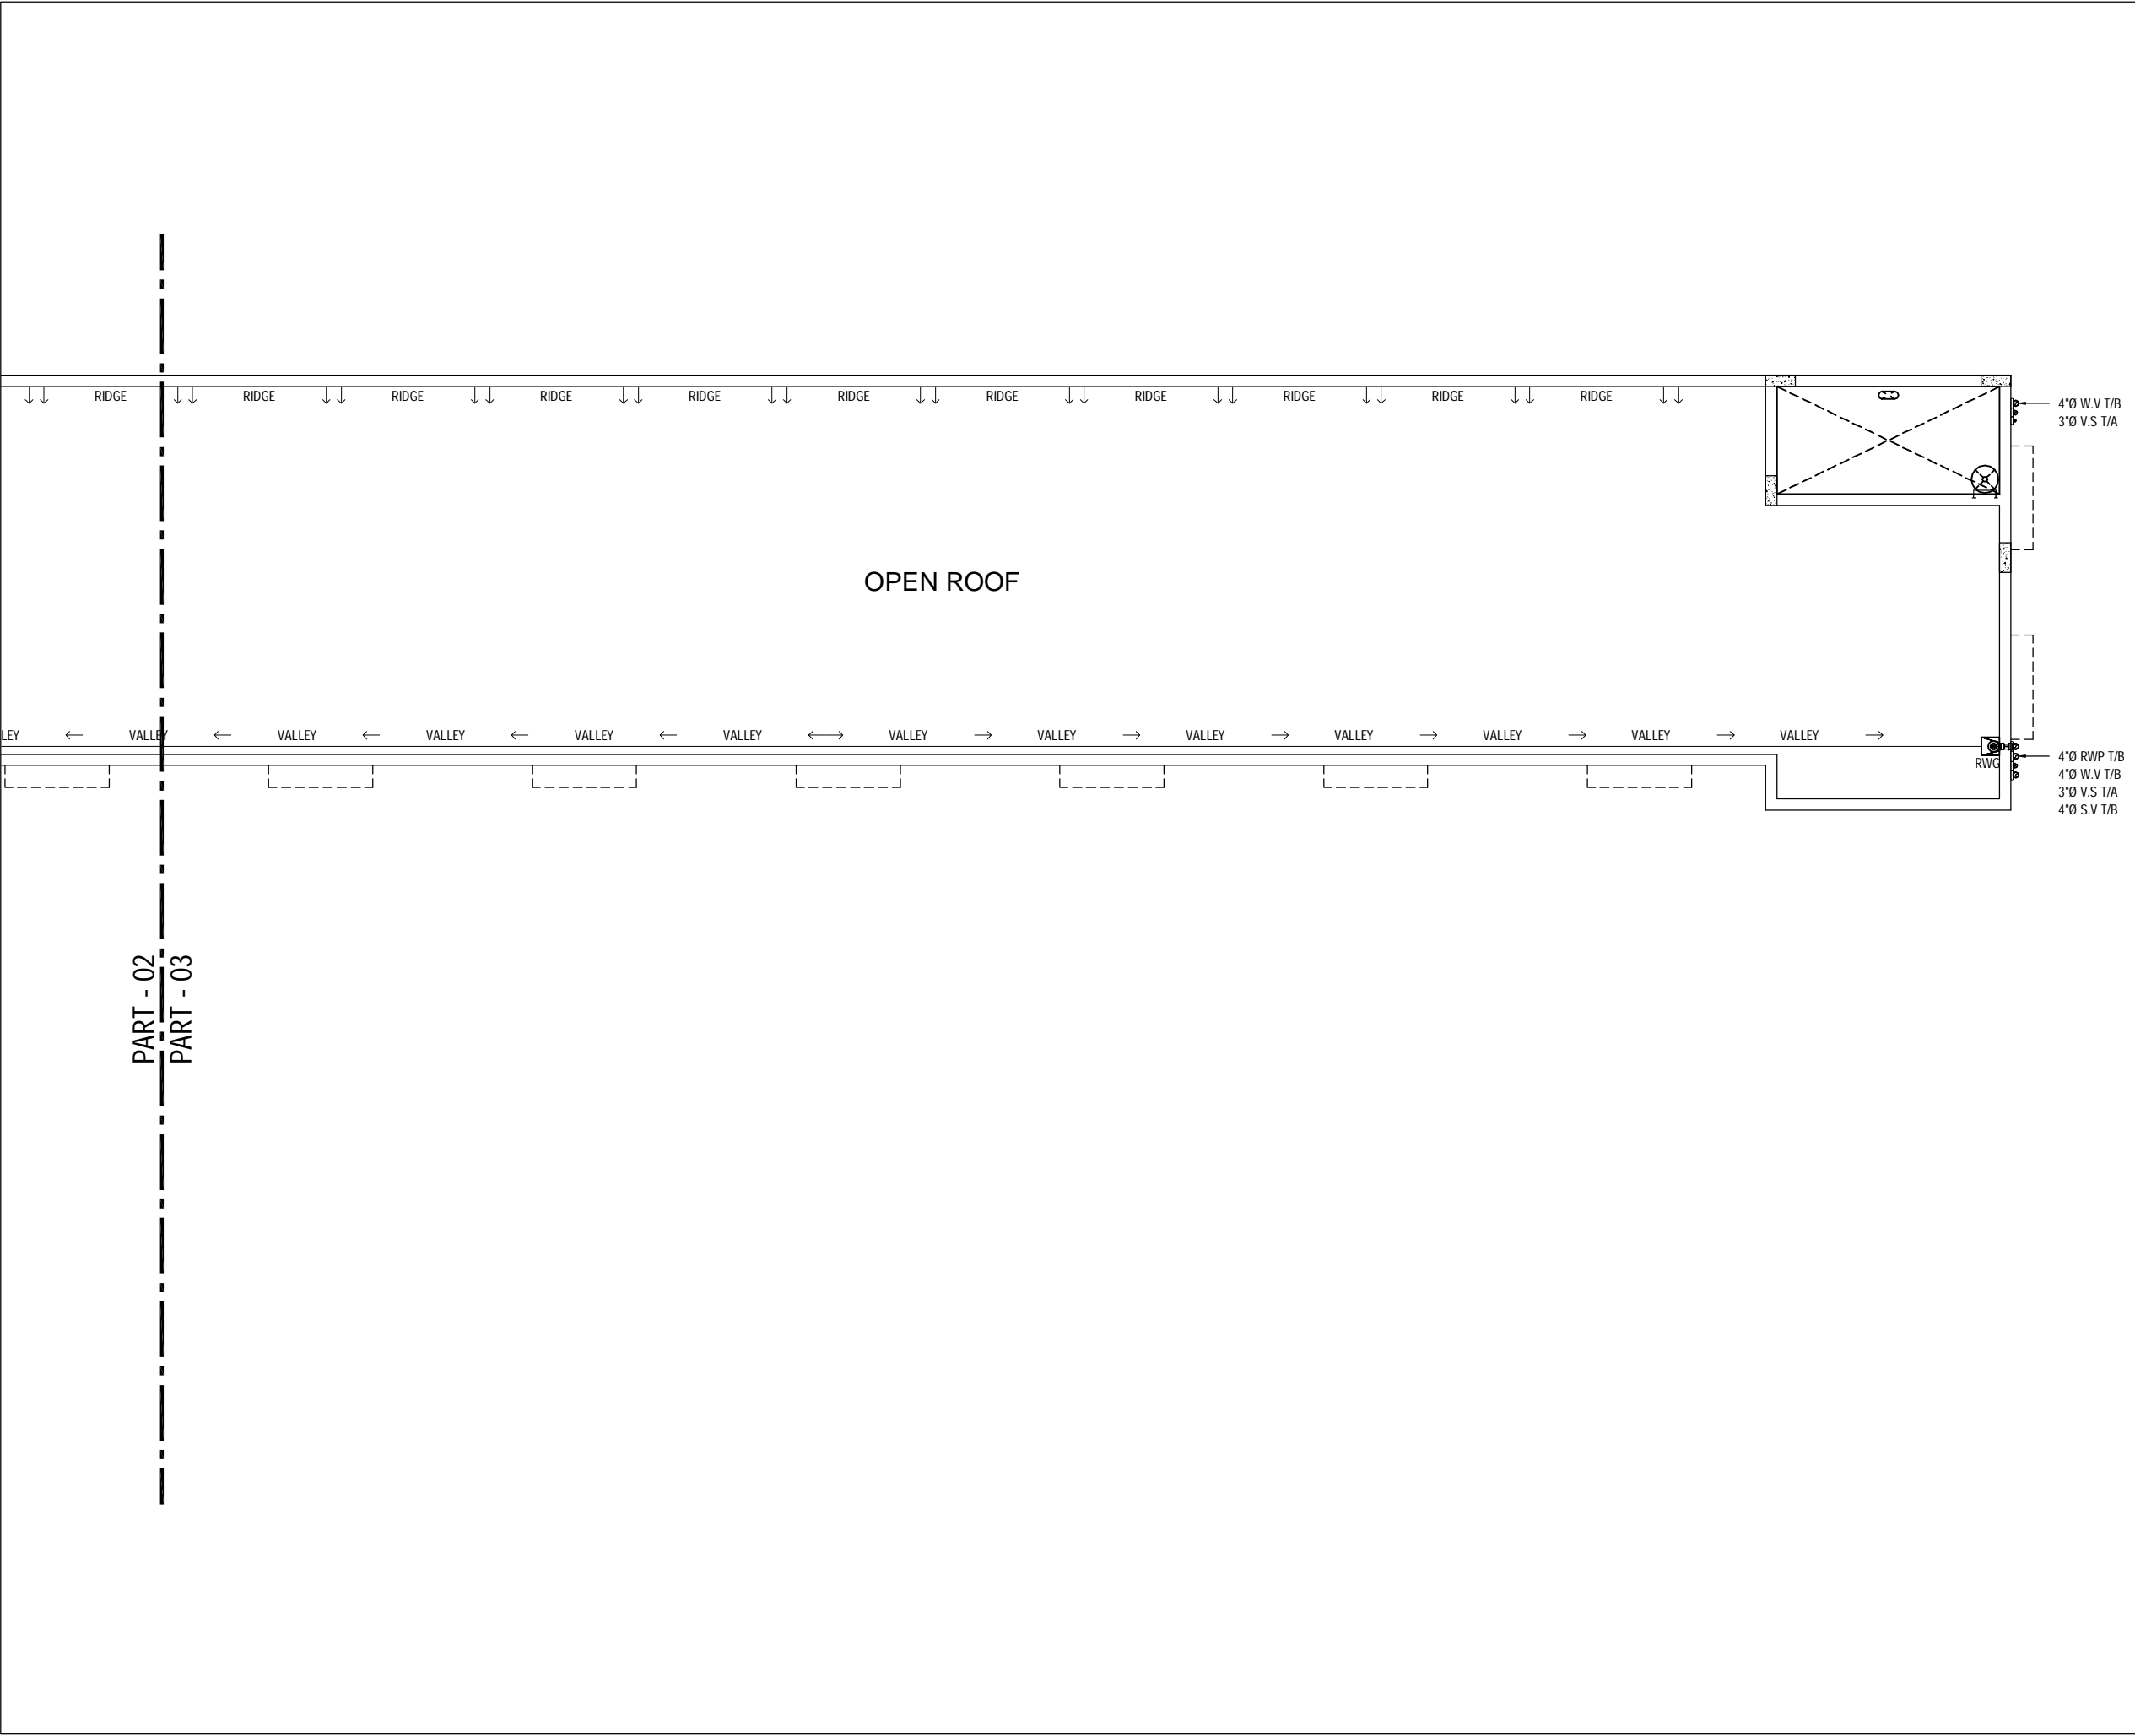 RIDGE RIDGE RIDGE RIDGE RIDGE RIDGE RIDGE RIDGE RIDGE RIDGE RIDGE
4"Ø W.V T/B
3"Ø V.S T/A
OPEN ROOF
LEY VALLEY VALLEY VALLEY VALLEY VALLEY VALLEY VALLEY VALLEY VALLEY VALLEY VALLEY VALLEY
RWG
4"Ø RWP T/B
4"Ø W.V T/B
3"Ø V.S T/A
4"Ø S.V T/B
PART - 02
PART - 03